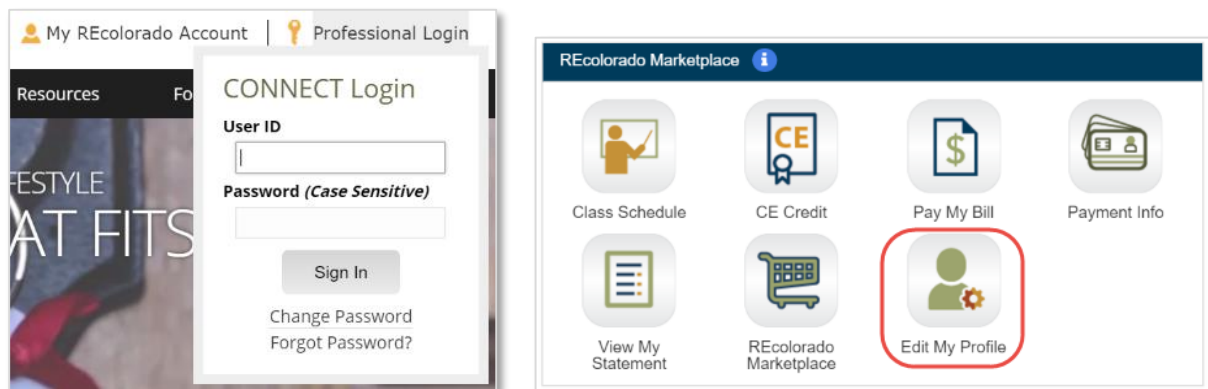 My REcolorado Account | Professional Login
Resources
Fo
CONNECT Login
User ID
Password (Case Sensitive)
Sign In
Change Password
Forgot Password?
FESTYLE
AT FITS
REcolorado Marketplace i
CE
$
Class Schedule
CE Credit
Pay My Bill
Payment Info
View My
Statement
REcolorado
Marketplace
Edit My Profile